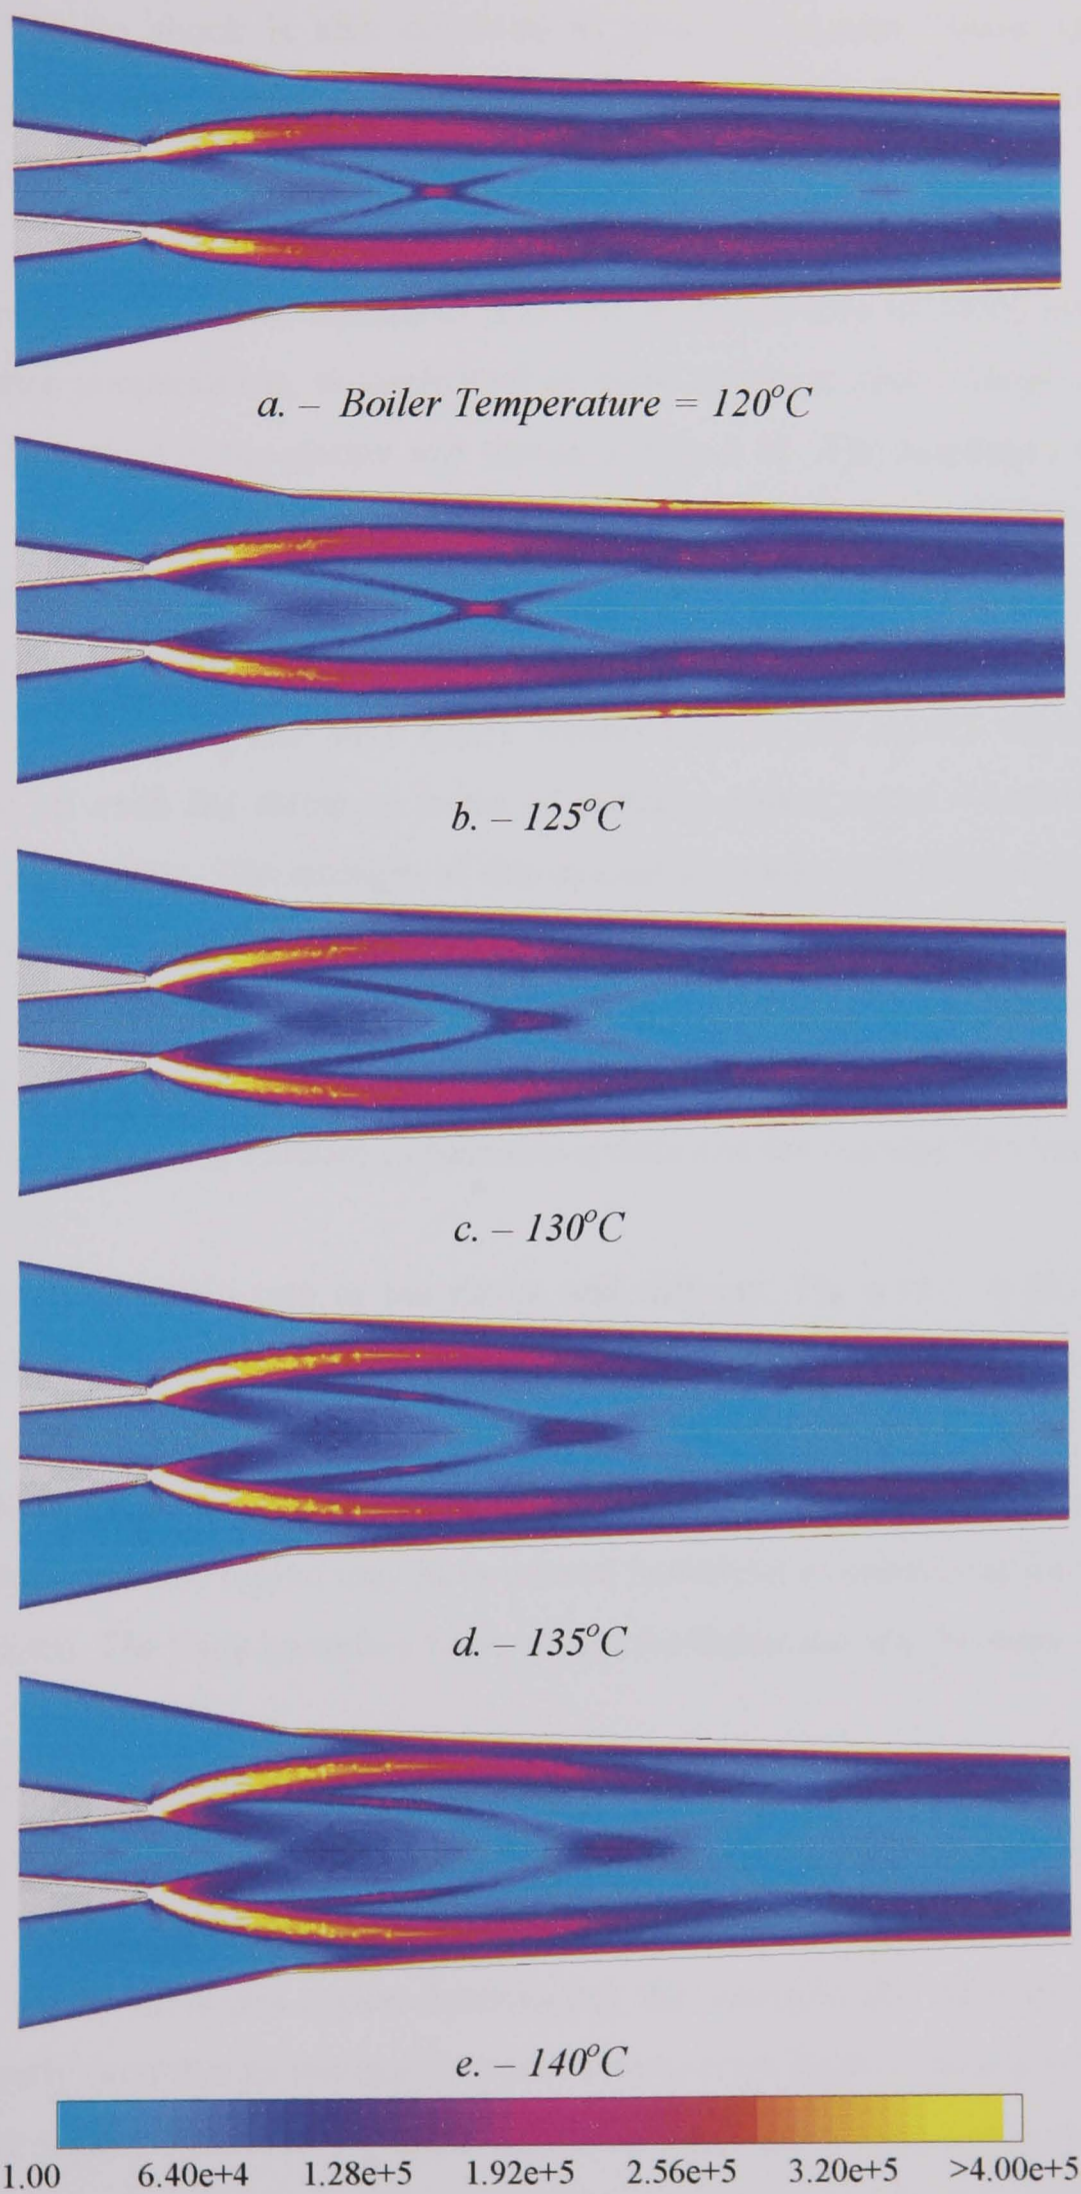 a. – Boiler Temperature = 120°C
b. – 125°C
c. – 130°C
d. – 135°C
e. – 140°C
1.00 6.40e+4 1.28e+5 1.92e+5 2.56e+5 3.20e+5 >4.00e+5